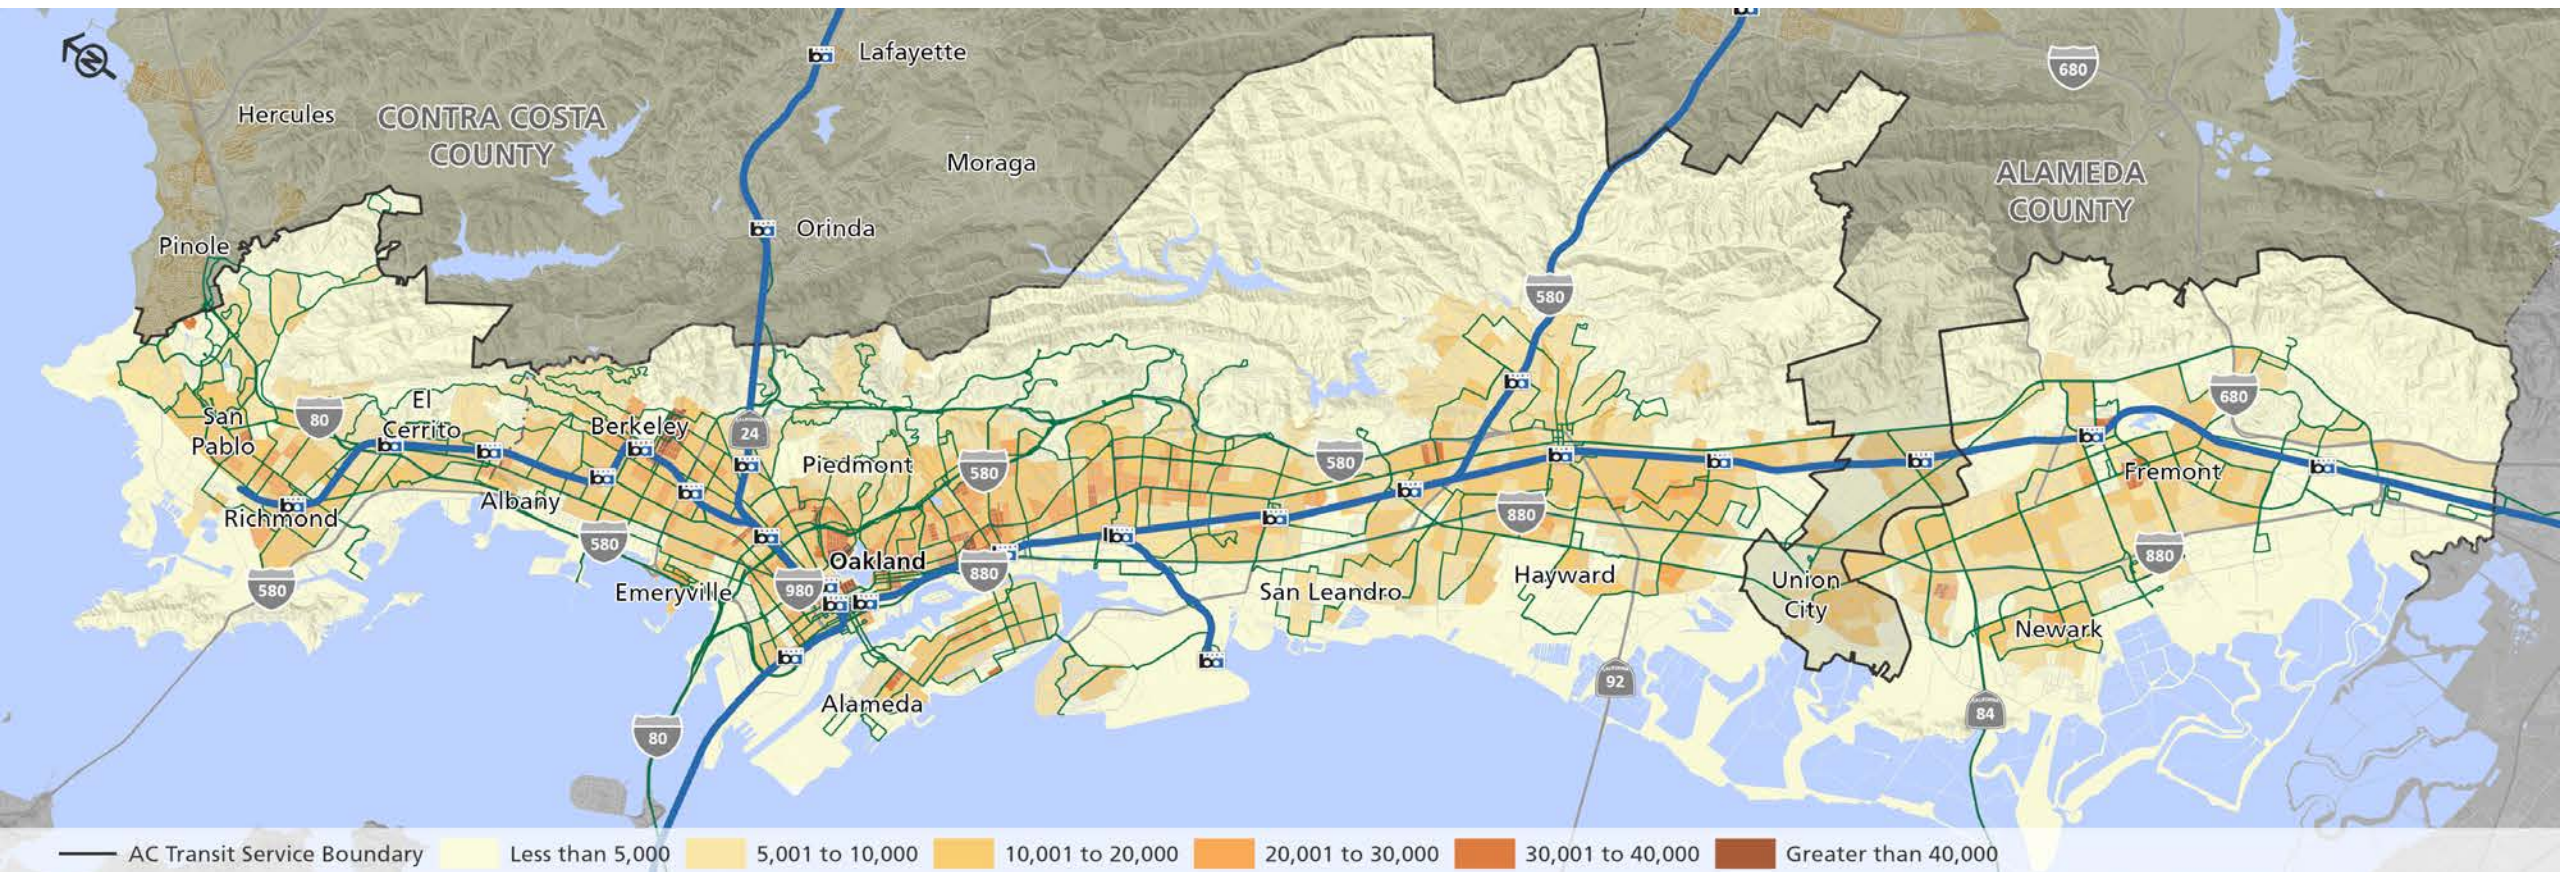 N
Lafayette
680
Hercules
CONTRA COSTA
COUNTY
Moraga
ALAMEDA
COUNTY
Orinda
Pinole
580
El
Cerrito
80
San
Pablo
Berkeley
24
680
Piedmont
580
580
Fremont
Albany
Richmond
580
880
Oakland
880
880
580
Emeryville
980
San Leandro
Hayward
Union
City
Newark
Alameda
92
84
80
AC Transit Service Boundary
Less than 5,000
5,001 to 10,000
10,001 to 20,000
20,001 to 30,000
30,001 to 40,000
Greater than 40,000